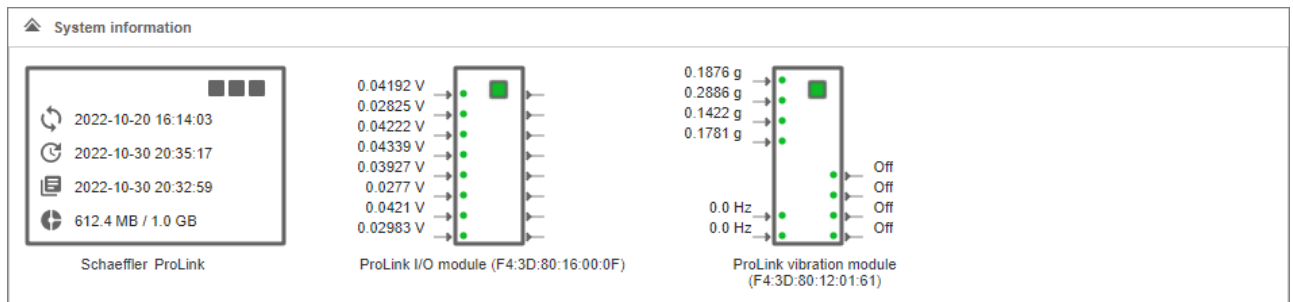 System information
2022-10-20 16:14:03
2022-10-30 20:35:17
2022-10-30 20:32:59
612.4 MB / 1.0 GB
Schaeffler ProLink
0.04192 V
0.02825 V
0.04222 V
0.04339 V
0.03927 V
0.0277 V
0.0421 V
0.02983 V
ProLink I/O module (F4:3D:80:16:00:0F)
0.1876 g
0.2886 g
0.1422 g
0.1781 g
Off
Off
0.0 Hz Off
0.0 Hz Off
ProLink vibration module
(F4:3D:80:12:01:61)